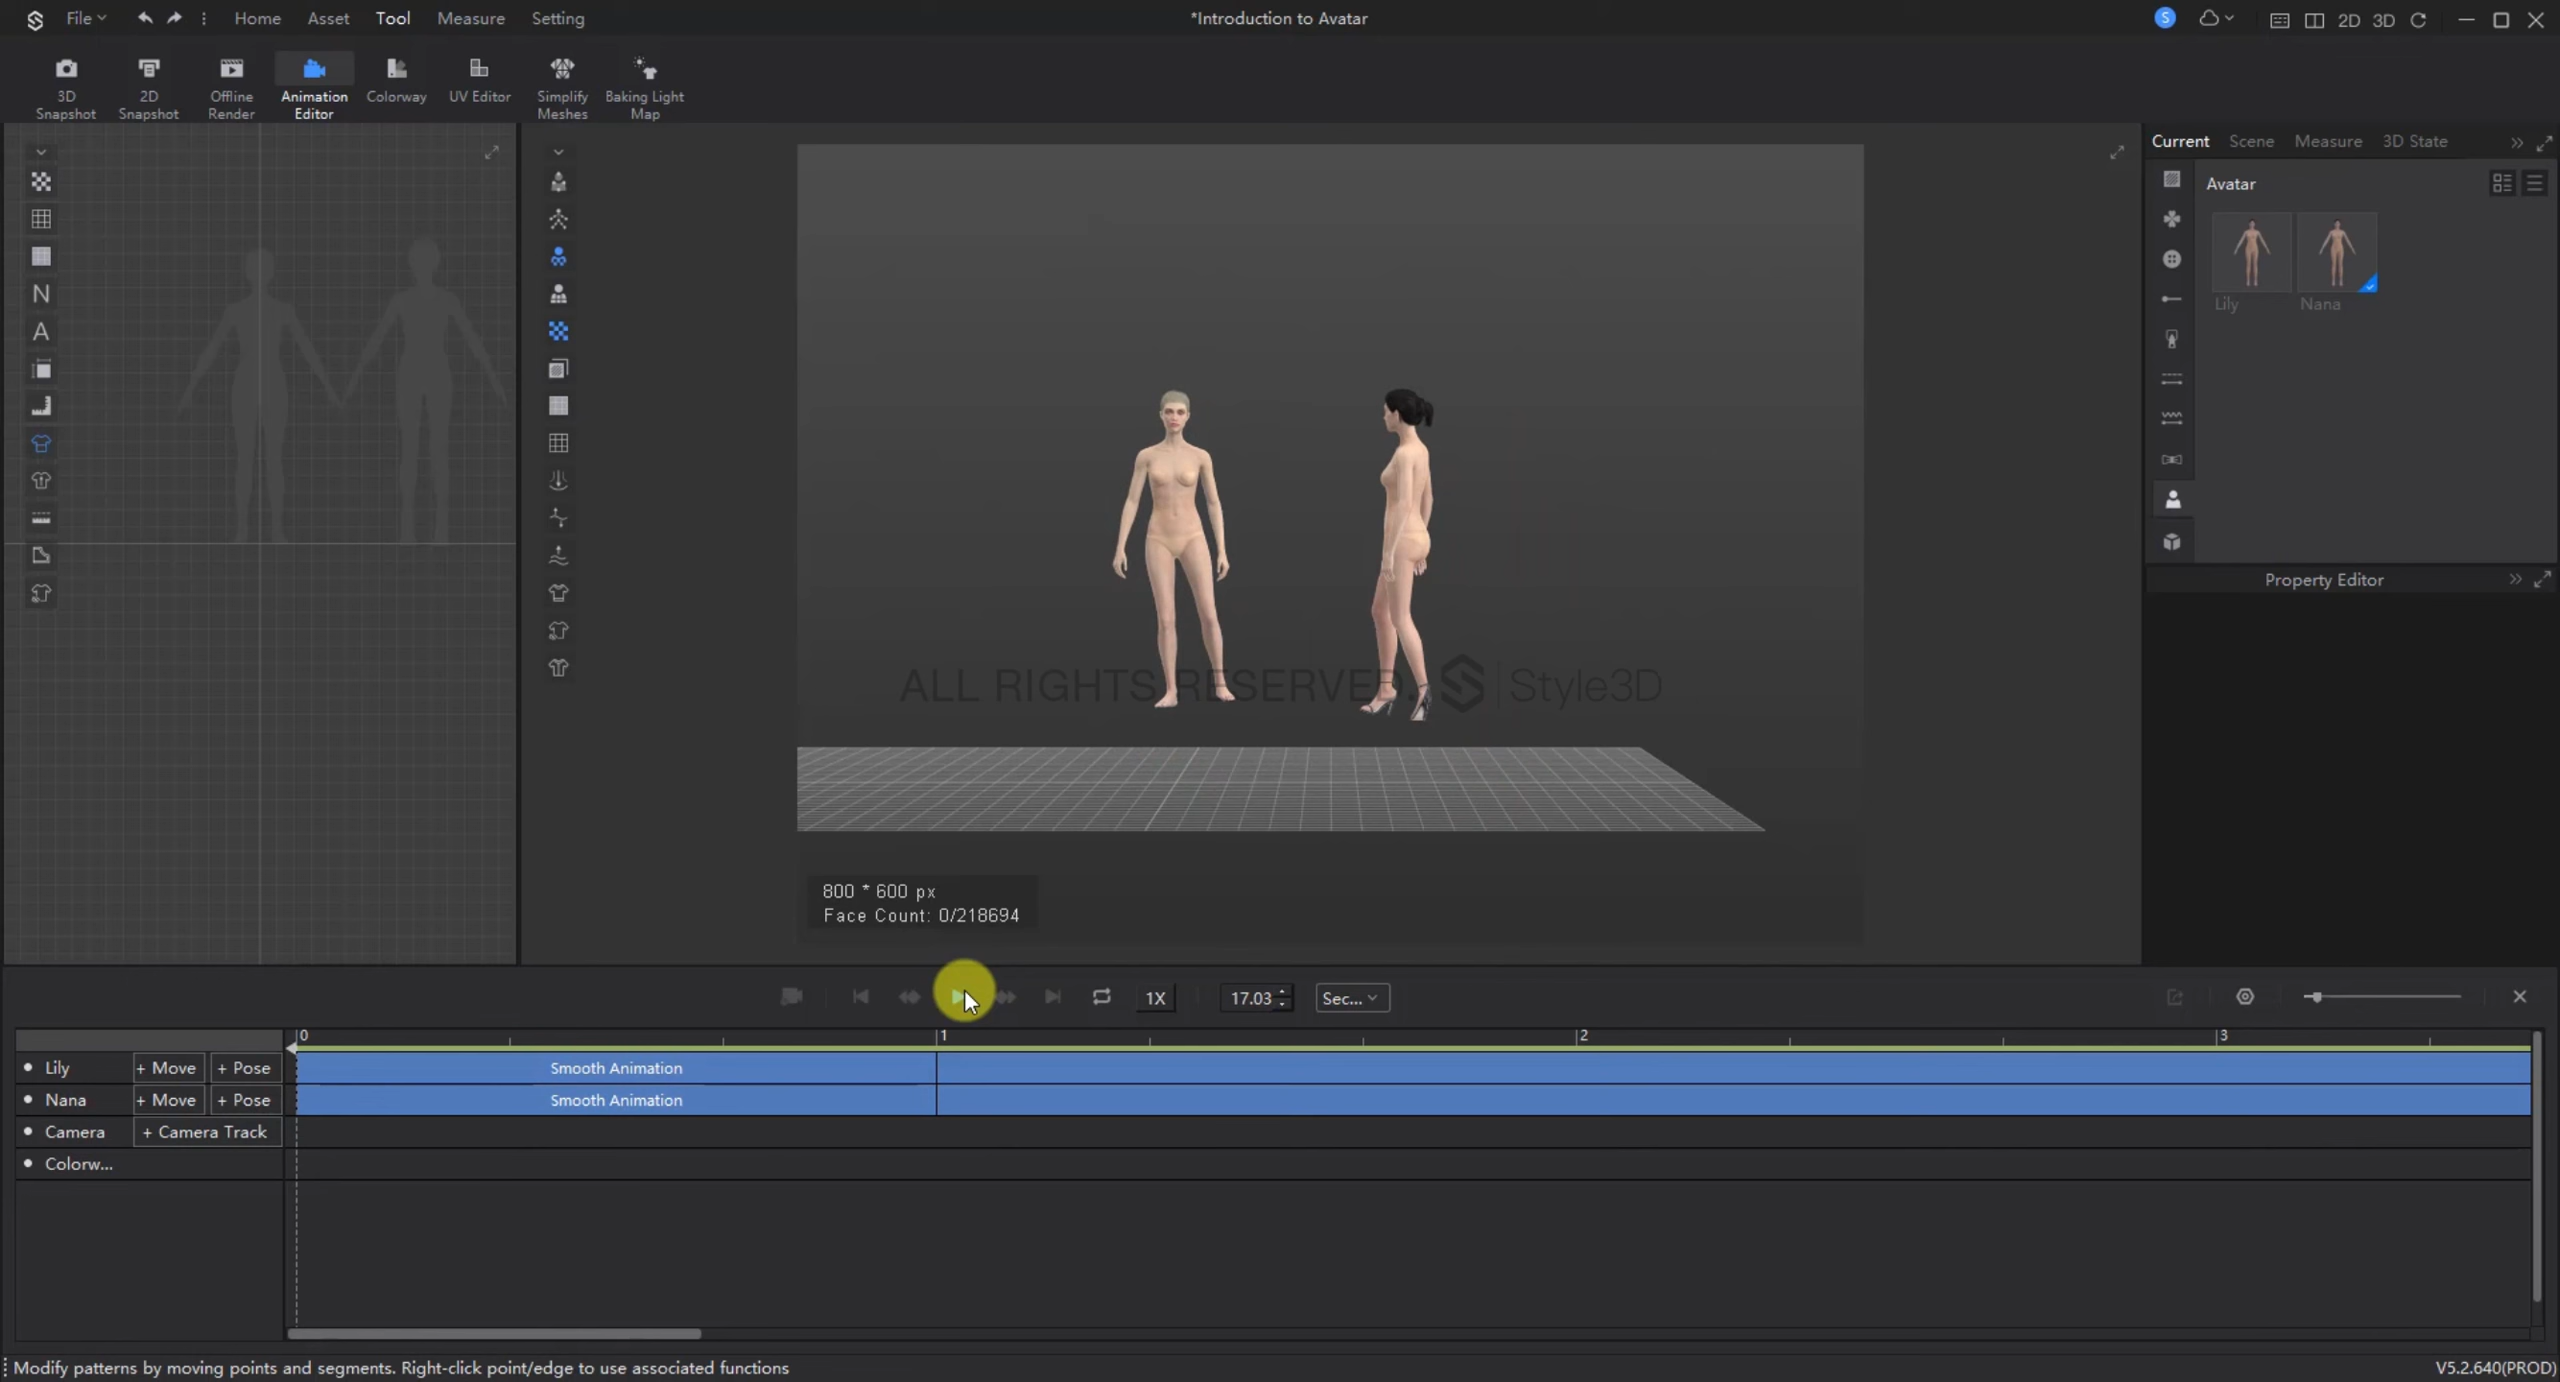 File Home Asset Tool Measure Setting *Introduction to Avatar S 2D 3D
3D Snapshot
2D Snapshot
Offline Render
Animation Editor
Colorway
UV Editor
Simplify Meshes
Baking Light Map
Current Scene Measure 3D State
Avatar
Lily Nana
N
A
Property Editor
ALL RIGHTS RESERVED. Style3D
800 * 600 px
Face Count: 0/218694
1X 17.03 Sec...
0 1 2 3
Lily + Move + Pose Smooth Animation
Nana + Move + Pose Smooth Animation
Camera + Camera Track
Colorw...
Modify patterns by moving points and segments. Right-click point/edge to use associated functions V5.2.640(PROD)